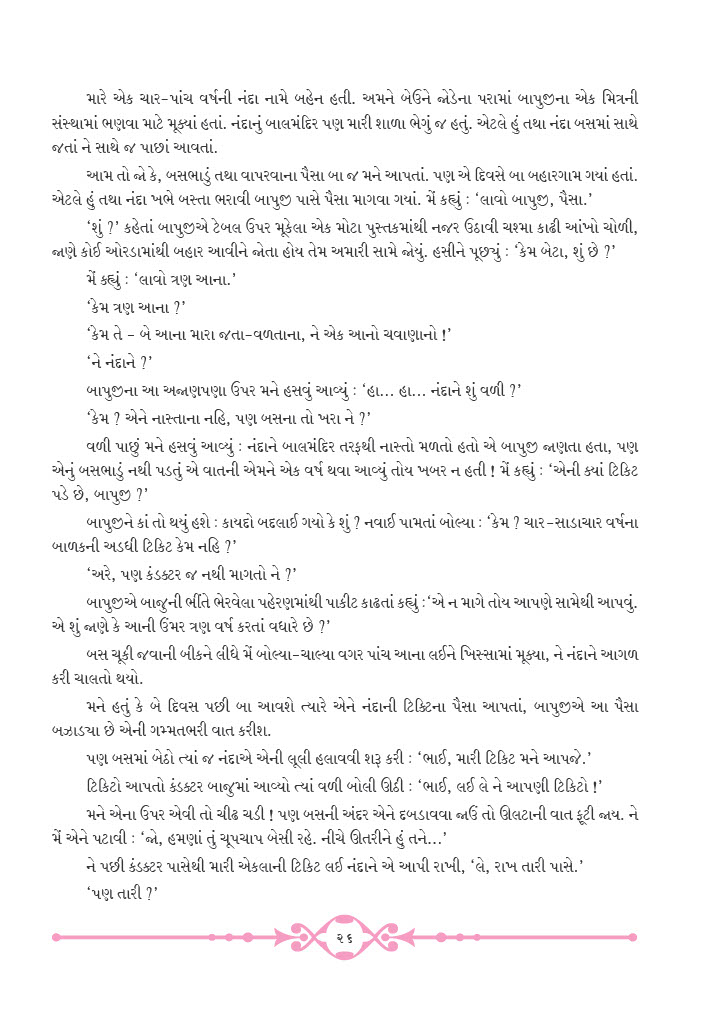 મારે એક ચાર-પાંચ વર્ષની નંદા નામે બહેન હતી. અમને બેઉને જોડેના પરામાં બાપુજીના એક મિત્રની
સંસ્થામાં ભણવા માટે મૂક્યાં હતાં. નંદાનું બાલમંદિર પણ મારી શાળા ભેગું જ હતું. એટલે હું તથા નંદા બસમાં સાથે
જતાં ને સાથે જ પાછાં આવતાં.
આમ તો જો કે, બસભાડું તથા વાપરવાના પૈસા બા જ મને આપતાં. પણ એ દિવસે બા બહારગામ ગયાં હતાં.
એટલે હું તથા નંદા ખભે બસ્તા ભરાવી બાપુજી પાસે પૈસા માગવા ગયાં. મેં કહ્યું : ‘લાવો બાપુજી, પૈસા.’
‘શું ?’ કહેતાં બાપુજીએ ટેબલ ઉપર મૂકેલા એક મોટા પુસ્તકમાંથી નજર ઉઠાવી ચશ્મા કાઢી આંખો ચોળી,
જાણે કોઈ ઓરડામાંથી બહાર આવીને જોતા હોય તેમ અમારી સામે જોયું. હસીને પૂછ્યું : ‘કેમ બેટા, શું છે ?’
મેં કહ્યું : ‘લાવો ત્રણ આના.’
‘કેમ ત્રણ આના ?’
‘કેમ તે - બે આના મારા જતા-વળતાના, ને એક આનો ચવાણાનો !’
‘ને નંદાને ?’
બાપુજીના આ અજાણપણા ઉપર મને હસવું આવ્યું : ‘હા... હા... નંદાને શું વળી ?’
‘કેમ ? એને નાસ્તાના નહિ, પણ બસના તો ખરા ને ?’
વળી પાછું મને હસવું આવ્યું : નંદાને બાલમંદિર તરફથી નાસ્તો મળતો હતો એ બાપુજી જાણતા હતા, પણ
એનું બસભાડું નથી પડતું એ વાતની એમને એક વર્ષ થવા આવ્યું તોય ખબર ન હતી ! મેં કહ્યું : ‘એની ક્યાં ટિકિટ
પડે છે, બાપુજી ?’
બાપુજીને કાં તો થયું હશે : કાયદો બદલાઈ ગયો કે શું ? નવાઈ પામતાં બોલ્યા : ‘કેમ ? ચાર-સાડાચાર વર્ષના
બાળકની અડધી ટિકિટ કેમ નહિ ?’
‘અરે, પણ કંડક્ટર જ નથી માગતો ને ?’
બાપુજીએ બાજુની ભીંતે ભેરવેલા પહેરણમાંથી પાકીટ કાઢતાં કહ્યું :‘એ ન માગે તોય આપણે સામેથી આપવું.
એ શું જાણે કે આની ઉંમર ત્રણ વર્ષ કરતાં વધારે છે ?’
બસ ચૂકી જવાની બીકને લીધે મેં બોલ્યા-ચાલ્યા વગર પાંચ આના લઈને ખિસ્સામાં મૂક્યા, ને નંદાને આગળ
કરી ચાલતો થયો.
મને હતું કે બે દિવસ પછી બા આવશે ત્યારે એને નંદાની ટિક્ટિના પૈસા આપતાં, બાપુજીએ આ પૈસા
બઝાડ્યા છે એની ગમ્મતભરી વાત કરીશ.
પણ બસમાં બેઠો ત્યાં જ નંદાએ એની લૂલી હલાવવી શરૂ કરી : ‘ભાઈ, મારી ટિકિટ મને આપજે.’
ટિકિટો આપતો કંડક્ટર બાજુમાં આવ્યો ત્યાં વળી બોલી ઊઠી : ‘ભાઈ, લઈ લે ને આપણી ટિકિટો !’
મને એના ઉપર એવી તો ચીઢ ચડી ! પણ બસની અંદર એને દબડાવવા જાઉં તો ઊલટાની વાત ફૂટી જાય. ને
મેં એને પટાવી : ‘જો, હમણાં તું ચૂપચાપ બેસી રહે. નીચે ઊતરીને હું તને...’
ને પછી કંડક્ટર પાસેથી મારી એકલાની ટિકિટ લઈ નંદાને એ આપી રાખી, ‘લે, રાખ તારી પાસે.’
‘પણ તારી ?’
૨૬